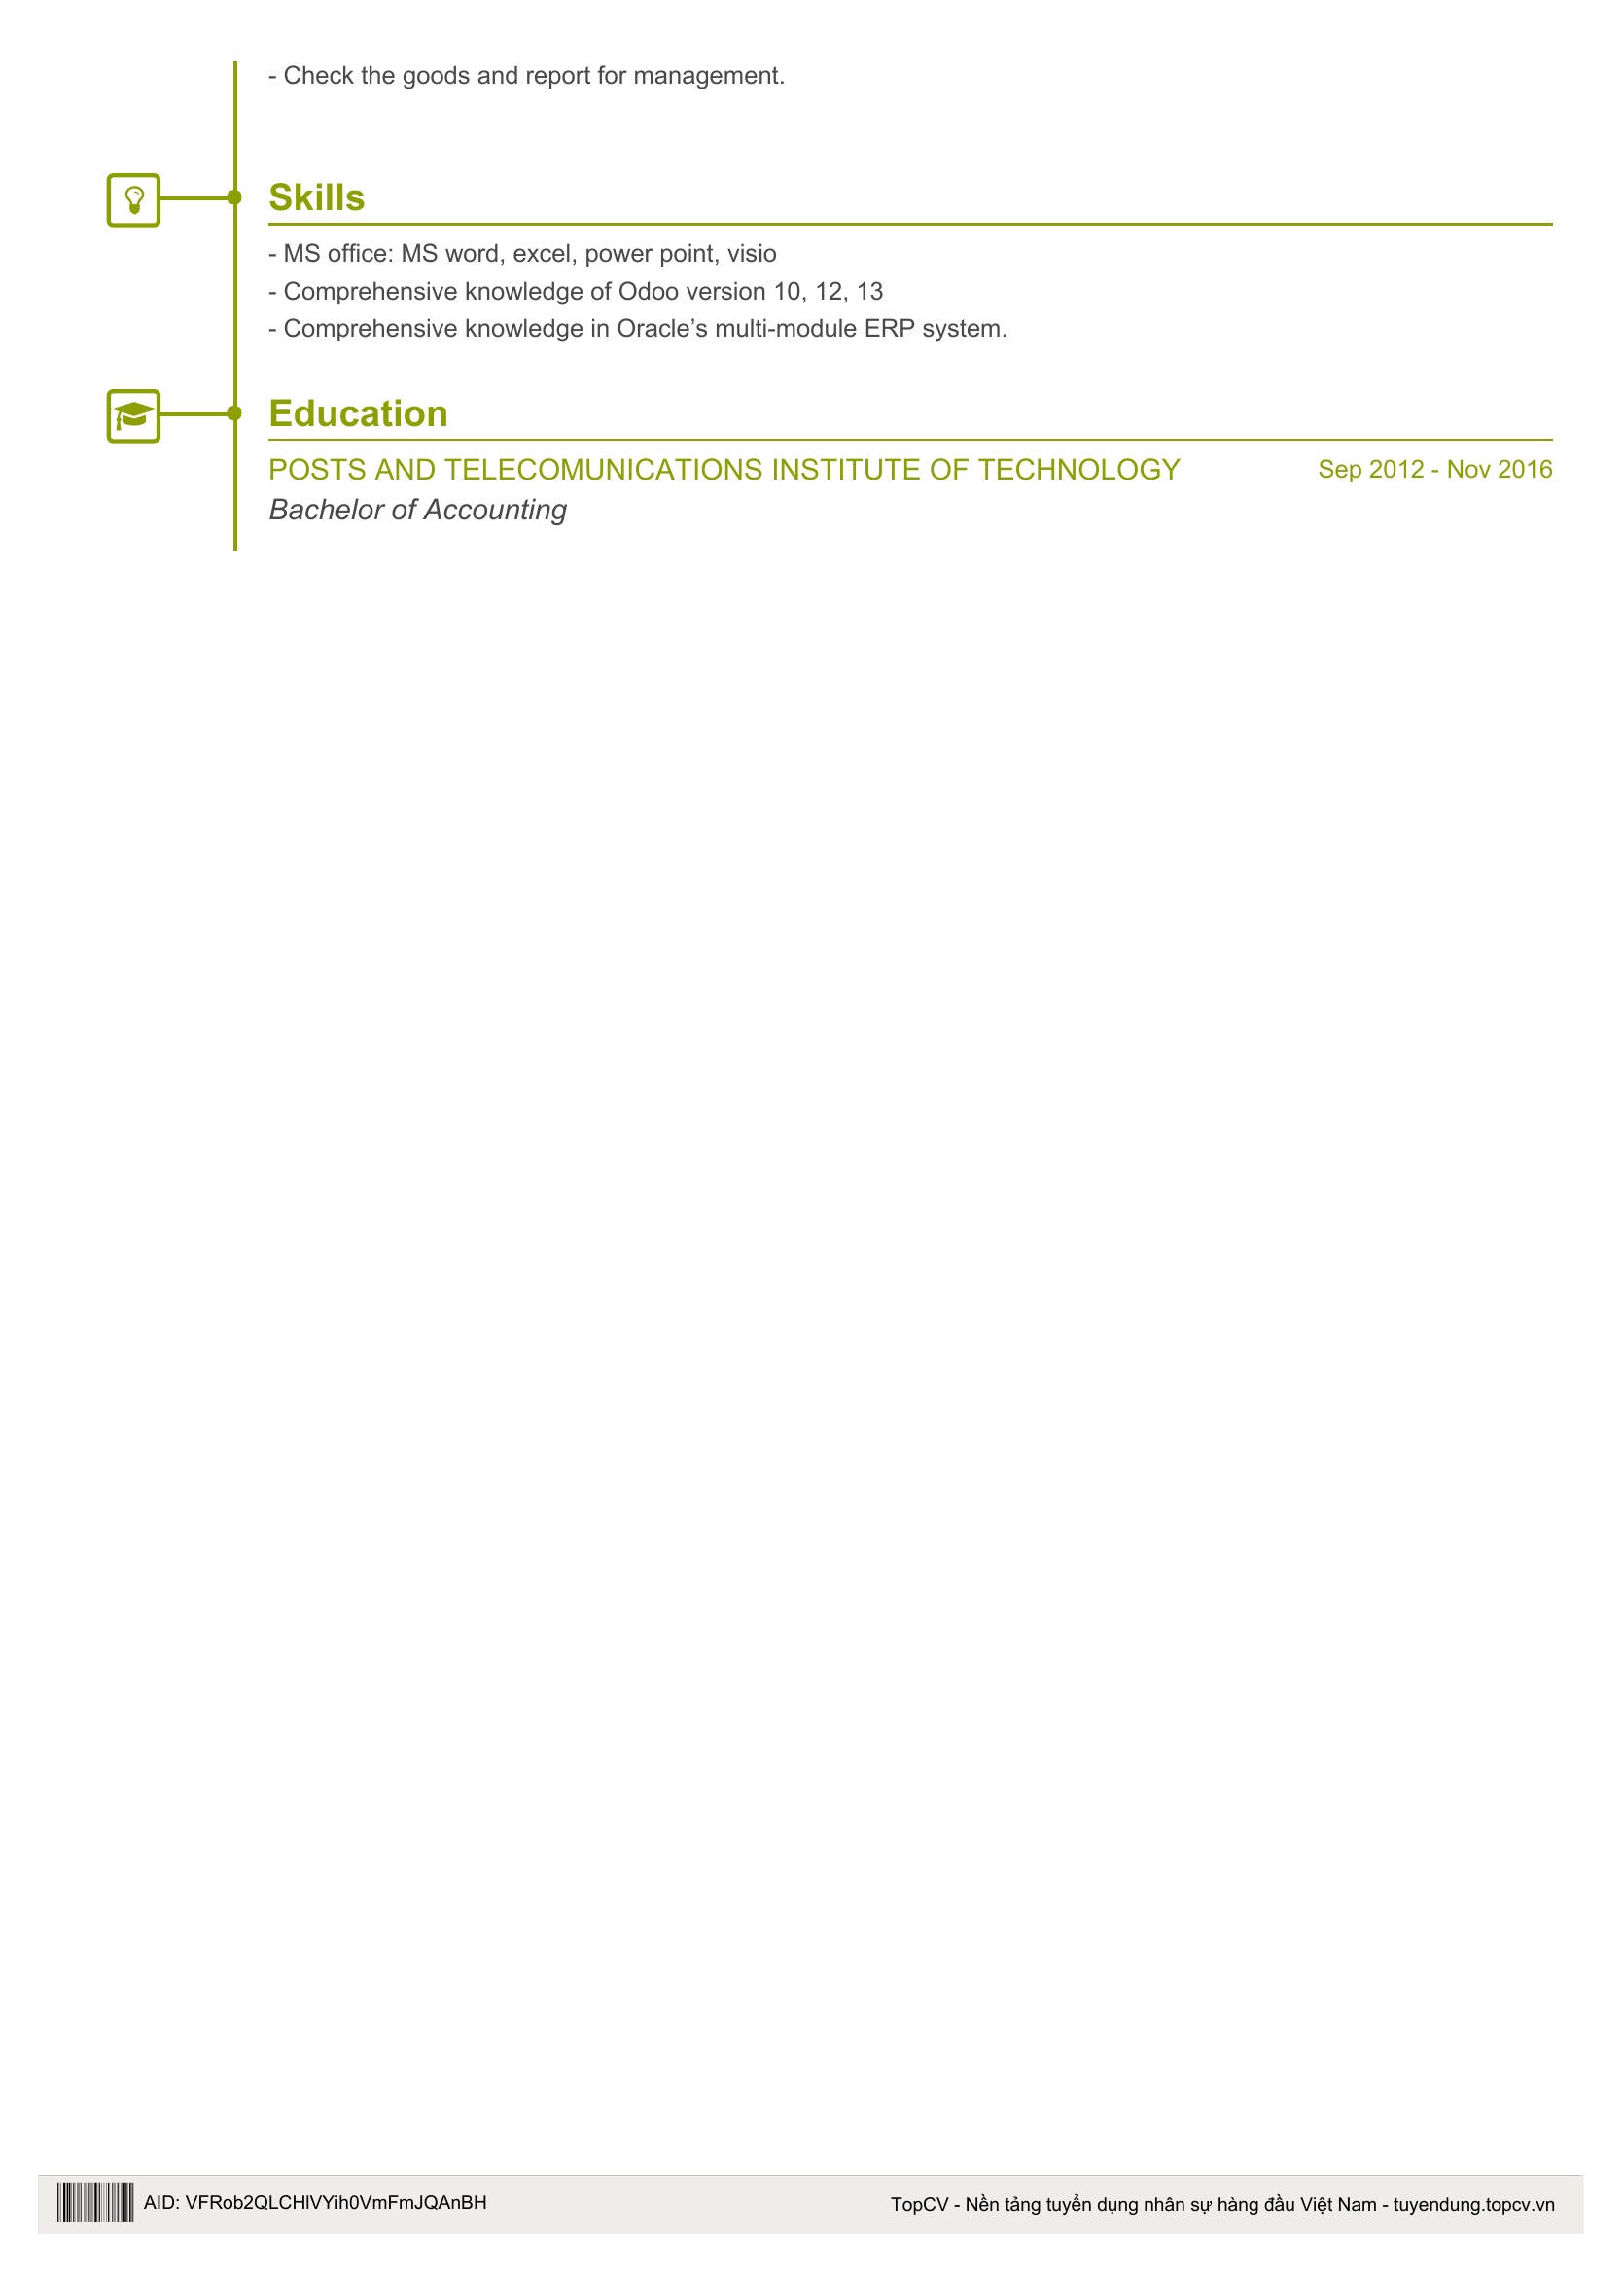 - Check the goods and report for management.
Skills
- MS office: MS word, excel, power point, visio
- Comprehensive knowledge of Odoo version 10, 12, 13
- Comprehensive knowledge in Oracle’s multi-module ERP system.
Education
POSTS AND TELECOMUNICATIONS INSTITUTE OF TECHNOLOGY Sep 2012 - Nov 2016
Bachelor of Accounting
AID: VFRob2QLCHlVYih0VmFmJQAnBH TopCV - Nền tảng tuyển dụng nhân sự hàng đầu Việt Nam - tuyendung.topcv.vn